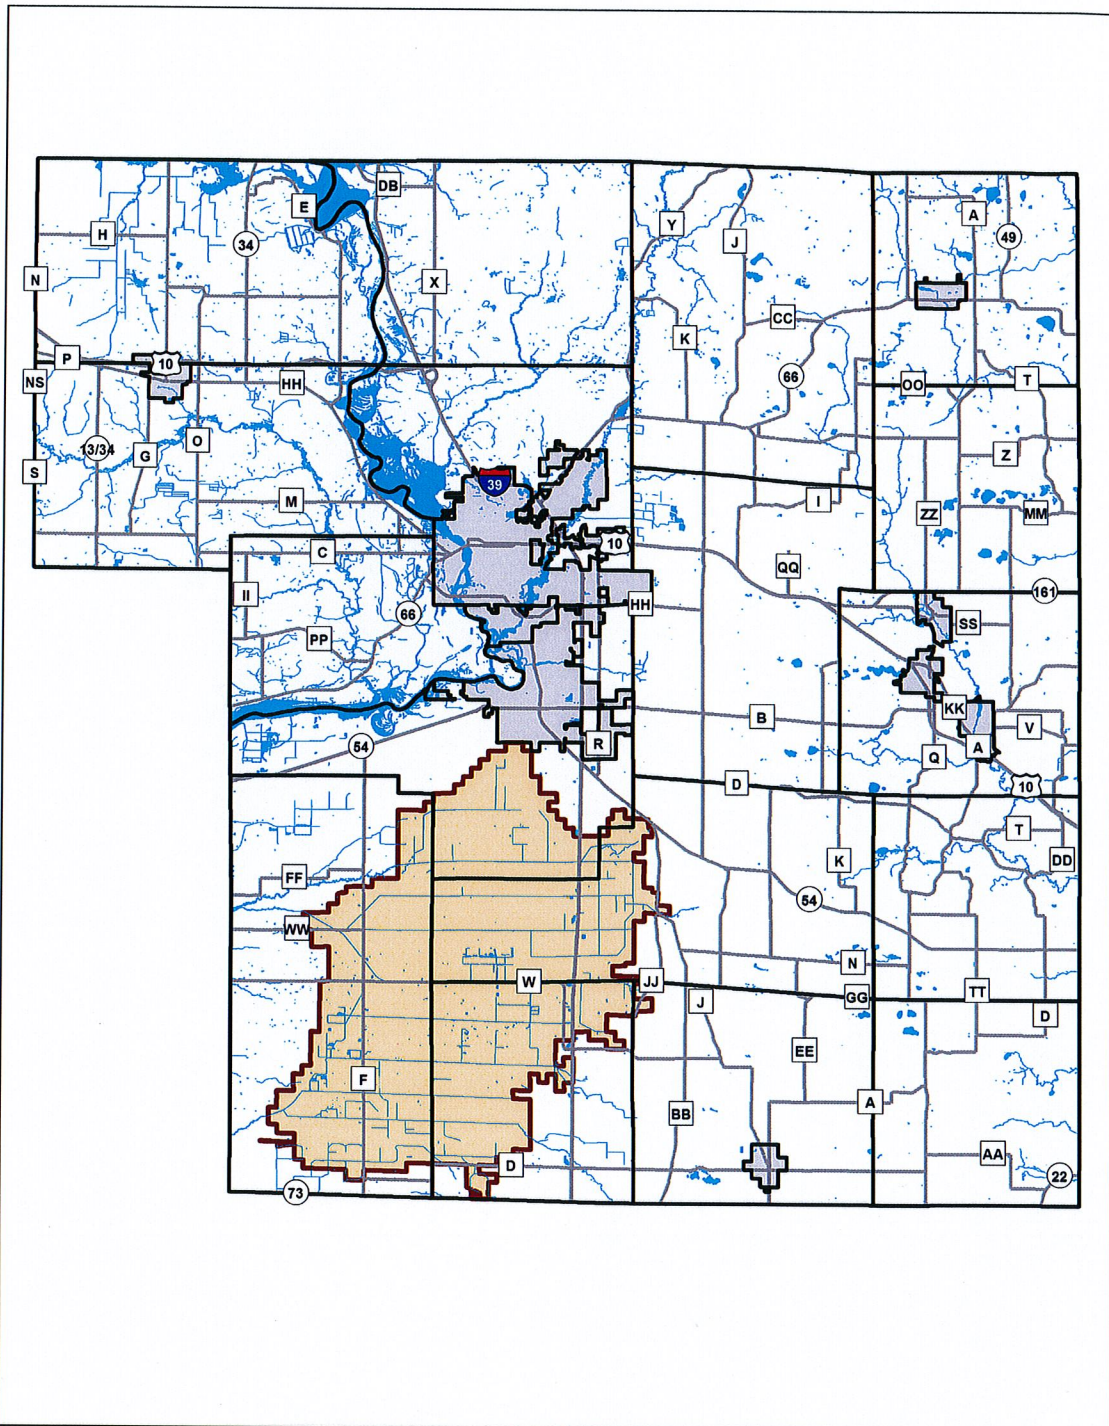 DB
E
A
Y
H
34
J
49
N
X
CC
K
P
10
66
NS
HH
OO
T
O
13/34
G
Z
S
39
M
I
ZZ
MM
10
C
QQ
161
II
HH
66
SS
PP
KK
B
V
R
54
A
Q
D
10
T
K
DD
FF
54
WW
N
W
JJ
TT
J
GG
D
EE
F
A
BB
AA
D
22
73